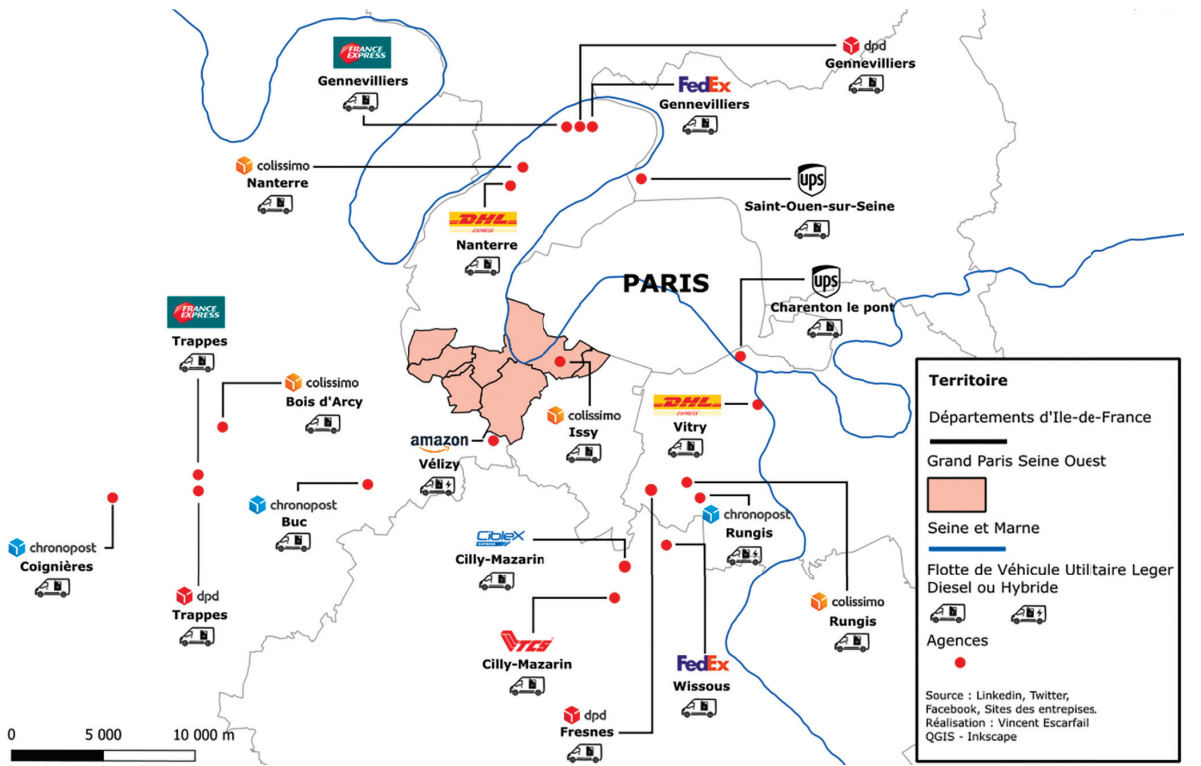 FRANCE
EXPRESS
Gennevilliers
dpd
Gennevilliers
FedEx
Gennevilliers
colissimo
Nanterre
DHL
EXPRESS
Nanterre
ups
Saint-Ouen-sur-Seine
PARIS
ups
Charenton le pont
FRANCE
EXPRESS
Trappes
colissimo
Bois d'Arcy
colissimo
Issy
DHL
EXPRESS
Vitry
amazon
Vélizy
chronopost
Buc
chronopost
Coignières
chronopost
Rungis
Ciblex
EXPRESS
Cilly-Mazarin
dpd
Trappes
colissimo
Rungis
TCS
Cilly-Mazarin
FedEx
Wissous
dpd
Fresnes
0 5 000 10 000 m
Territoire
Départements d'Ile-de-France
Grand Paris Seine Ouest
Seine et Marne
Flotte de Véhicule Utilitaire Leger
Diesel ou Hybride
Agences
Source : Linkedin, Twitter,
Facebook, Sites des entrepises.
Réalisation : Vincent Escarfail
QGIS - Inkscape